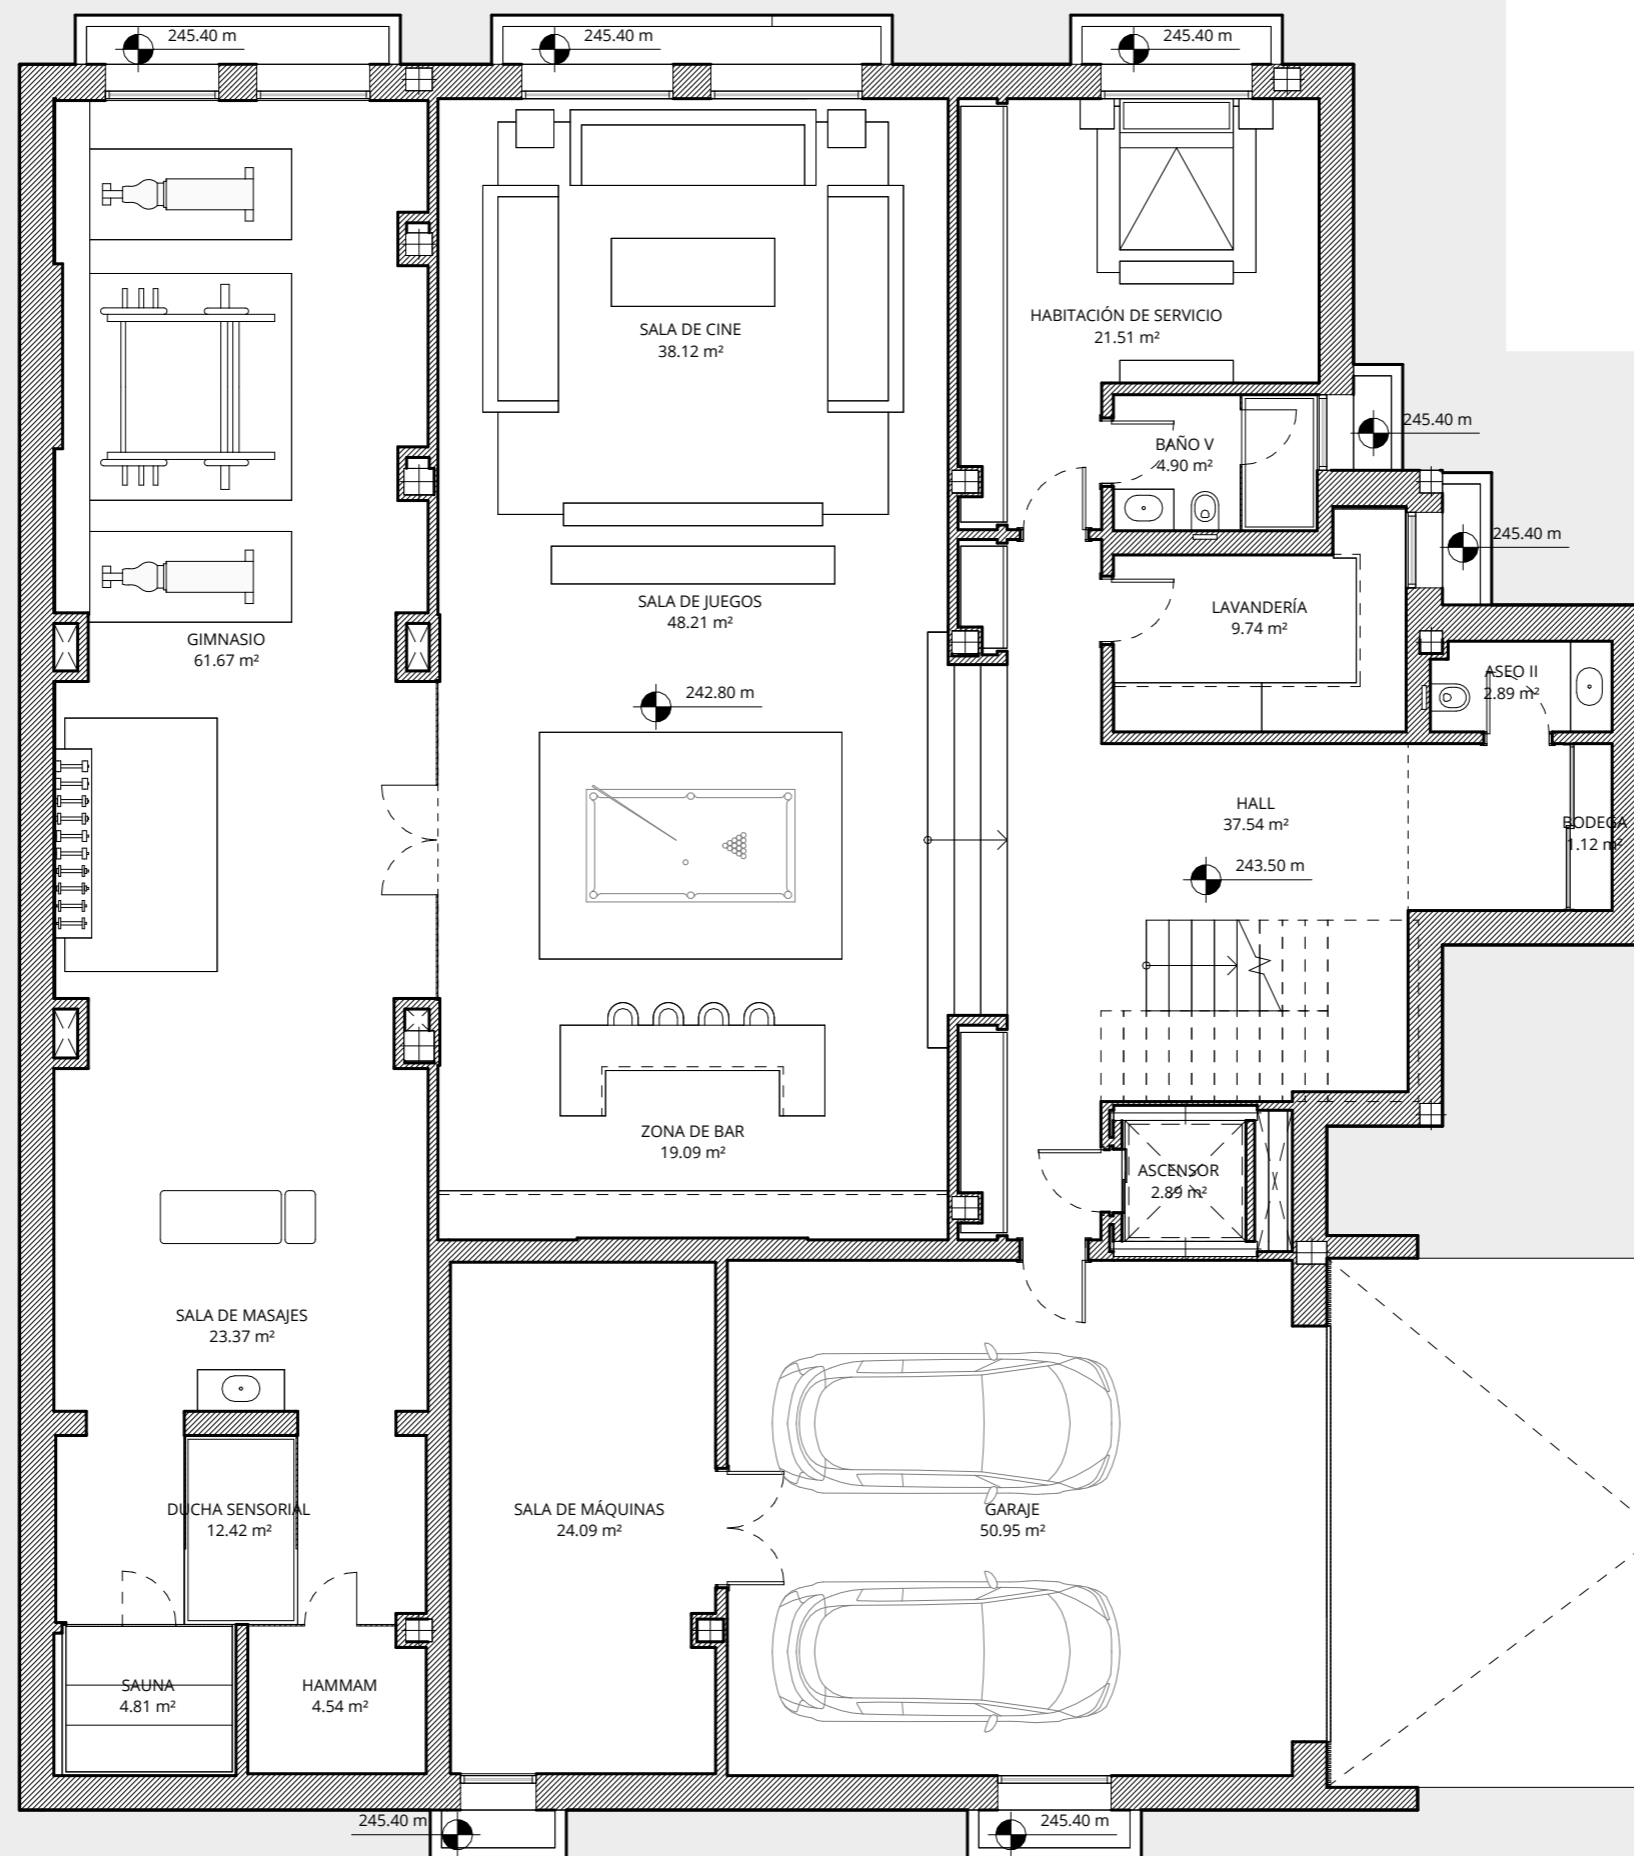 245.40 m
245.40 m
245.40 m
HABITACIÓN DE SERVICIO
21.51 m²
SALA DE CINE
38.12 m²
245.40 m
BAÑO V
4.90 m²
245.40 m
SALA DE JUEGOS
48.21 m²
LAVANDERÍA
9.74 m²
GIMNASIO
61.67 m²
ASEO II
2.89 m²
242.80 m
HALL
37.54 m²
BODEGA
1.12 m²
243.50 m
ZONA DE BAR
19.09 m²
ASCENSOR
2.89 m²
SALA DE MASAJES
23.37 m²
DUCHA SENSORIAL
12.42 m²
SALA DE MÁQUINAS
24.09 m²
GARAJE
50.95 m²
SAUNA
4.81 m²
HAMMAM
4.54 m²
245.40 m
245.40 m